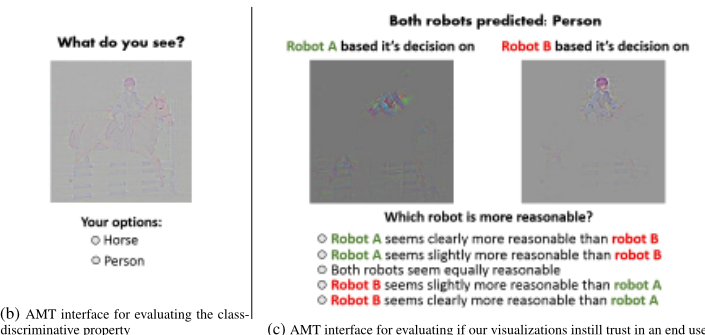 What do you see?
Your options:
Horse
Person
(b) AMT interface for evaluating the class-
discriminative property
Both robots predicted: Person
Robot A based it's decision on
Robot B based it's decision on
Which robot is more reasonable?
Robot A seems clearly more reasonable than robot B
Robot A seems slightly more reasonable than robot B
Both robots seem equally reasonable
Robot B seems slightly more reasonable than robot A
Robot B seems clearly more reasonable than robot A
(c) AMT interface for evaluating if our visualizations instill trust in an end use